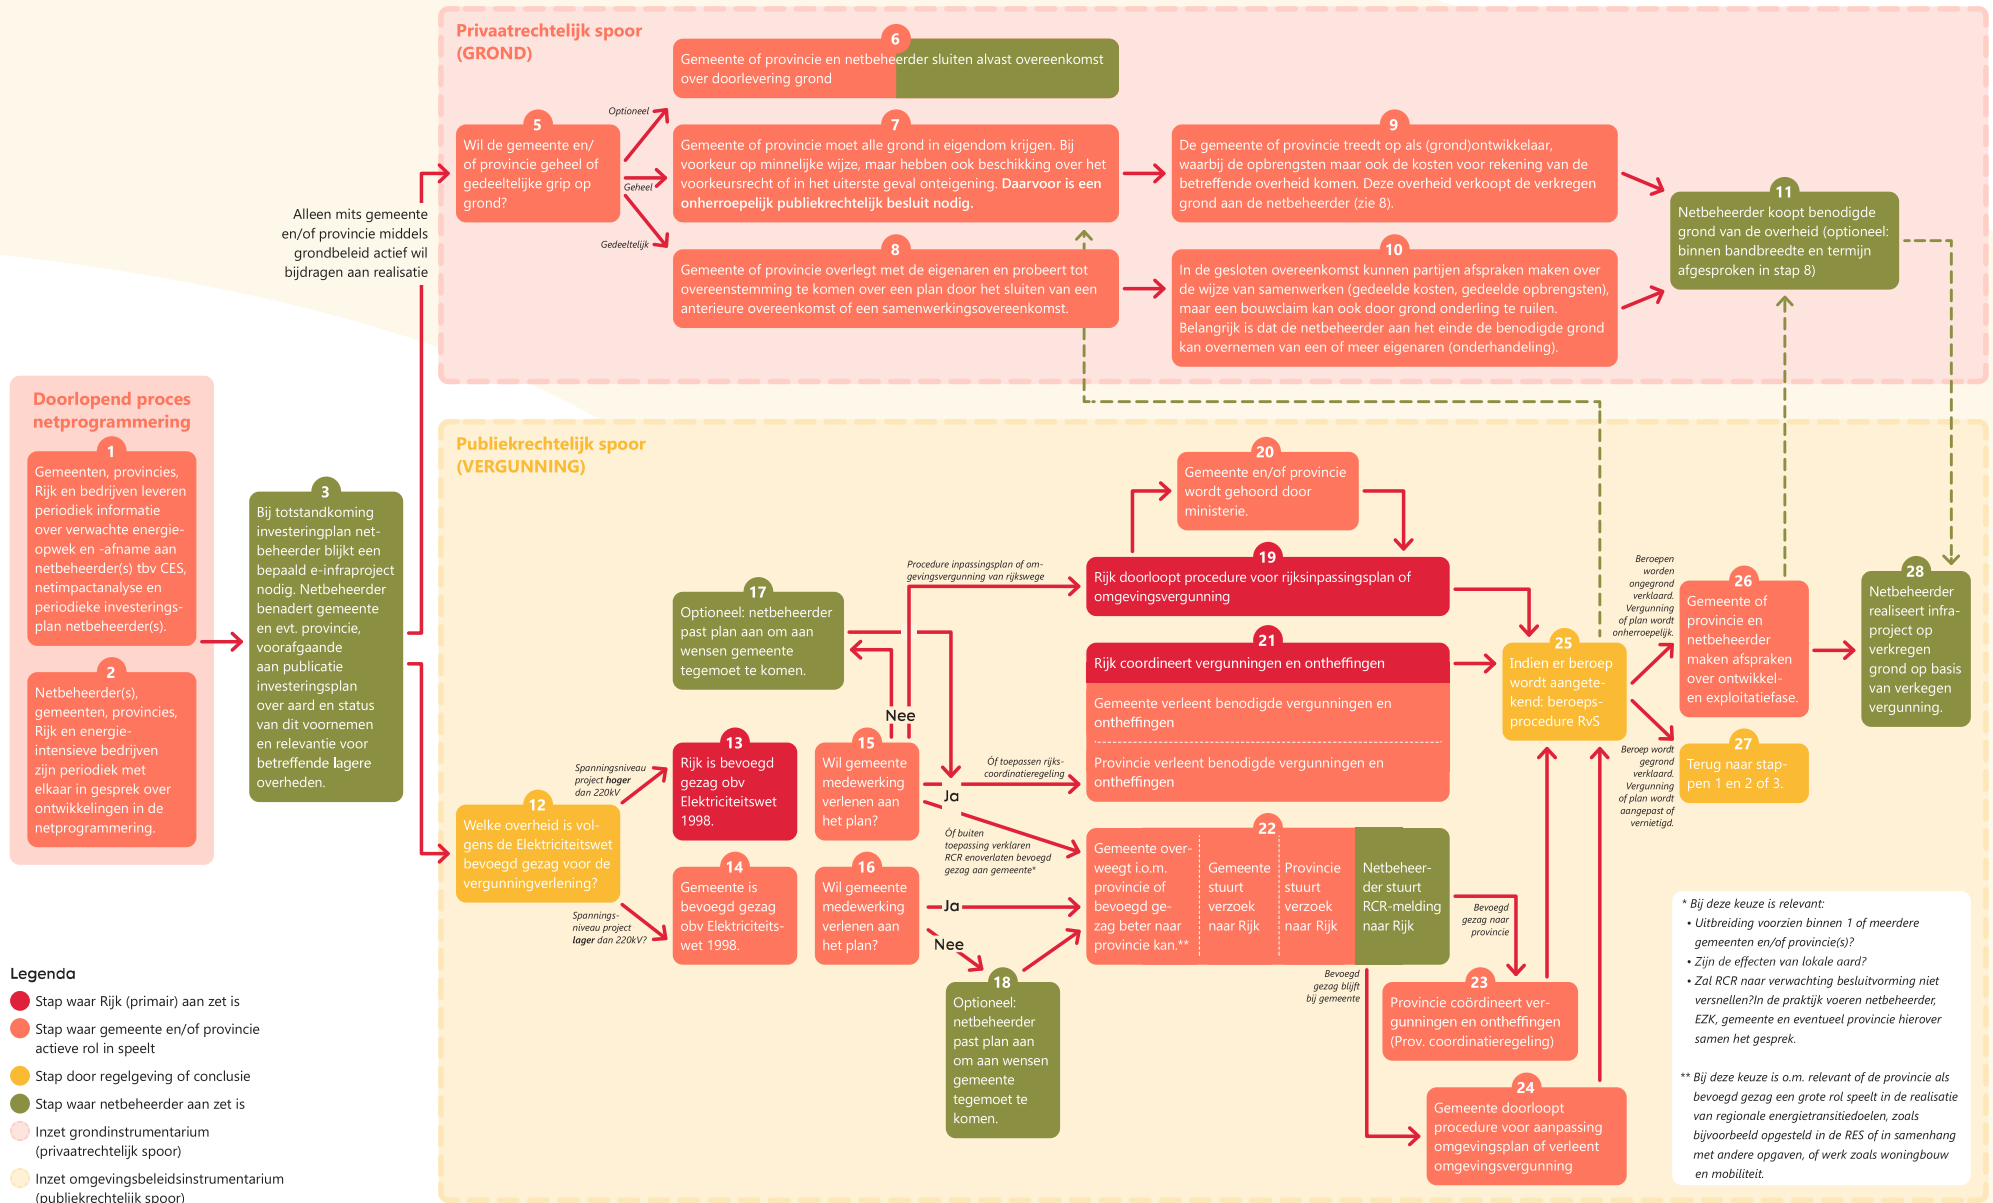 Privaatrechtelijk spoor
(GROND)
6
Gemeente of provincie en netbeheerder sluiten alvast overeenkomst
over doorlevering grond
Optioneel
Geheel
Gedeeltelijk
5
Wil de gemeente en/
of provincie geheel of
gedeeltelijke grip op
grond?
7
Gemeente of provincie moet alle grond in eigendom krijgen. Bij
voorkeur op minnelijke wijze, maar hebben ook beschikking over het
voorkeursrecht of in het uiterste geval onteigening. Daarvoor is een
onherroepelijk publiekrechtelijk besluit nodig.
9
De gemeente of provincie treedt op als (grond)ontwikkelaar,
waarbij de opbrengsten maar ook de kosten voor rekening van de
betreffende overheid komen. Deze overheid verkoopt de verkregen
grond aan de netbeheerder (zie 8).
8
Gemeente of provincie overlegt met de eigenaren en probeert tot
overeenstemming te komen over een plan door het sluiten van een
anterieure overeenkomst of een samenwerkingsovereenkomst.
10
In de gesloten overeenkomst kunnen partijen afspraken maken over
de wijze van samenwerken (gedeelde kosten, gedeelde opbrengsten),
maar een bouwclaim kan ook door grond onderling te ruilen.
Belangrijk is dat de netbeheerder aan het einde de benodigde grond
kan overnemen van een of meer eigenaren (onderhandeling).
11
Netbeheerder koopt benodigde
grond van de overheid (optioneel:
binnen bandbreedte en termijn
afgesproken in stap 8)
Alleen mits gemeente
en/of provincie middels
grondbeleid actief wil
bijdragen aan realisatie
Doorlopend proces
netprogrammering
1
Gemeenten, provincies,
Rijk en bedrijven leveren
periodiek informatie
over verwachte energie-
opwek en -afname aan
netbeheerder(s) tbv CES,
netimpactanalyse en
periodieke investerings-
plan netbeheerder(s).
2
Netbeheerder(s),
gemeenten, provincies,
Rijk en energie-
intensieve bedrijven
zijn periodiek met
elkaar in gesprek over
ontwikkelingen in de
netprogrammering.
3
Bij totstandkoming
investeringplan net-
beheerder blijkt een
bepaald e-infraproject
nodig. Netbeheerder
benadert gemeente
en evt. provincie,
voorafgaande
aan publicatie
investeringsplan
over aard en status
van dit voornemen
en relevantie voor
betreffende lagere
overheden.
Publiekrechtelijk spoor
(VERGUNNING)
12
Welke overheid is vol-
gens de Elektriciteitswet
bevoegd gezag voor de
vergunningverlening?
Spanningsniveau
project hoger
dan 220kV
Spannings-
niveau project
lager dan 220kV?
13
Rijk is bevoegd
gezag obv
Elektriciteitswet
1998.
14
Gemeente is
bevoegd gezag
obv Elektriciteits-
wet 1998.
15
Wil gemeente
medewerking
verlenen aan
het plan?
16
Wil gemeente
medewerking
verlenen aan
het plan?
17
Optioneel: netbeheerder
past plan aan om aan
wensen gemeente
tegemoet te komen.
Nee
Ja
Ja
Nee
18
Optioneel:
netbeheerder
past plan aan
om aan wensen
gemeente
tegemoet te
komen.
Procedure inpassingsplan of om-
gevingsvergunning van rijkswege
Óf toepassen rijks-
coordinatieregeling
Óf buiten
toepassing verklaren
RCR enoverlaten bevoegd
gezag aan gemeente*
20
Gemeente en/of provincie
wordt gehoord door
ministerie.
19
Rijk doorloopt procedure voor rijksinpassingsplan of
omgevingsvergunning
21
Rijk coordineert vergunningen en ontheffingen
Gemeente verleent benodigde vergunningen en
ontheffingen
Provincie verleent benodigde vergunningen en
ontheffingen
22
Gemeente over-
weegt i.o.m.
provincie of
bevoegd ge-
zag beter naar
provincie kan.**
Gemeente
stuurt
verzoek
naar Rijk
Provincie
stuurt
verzoek
naar Rijk
Netbeheer-
der stuurt
RCR-melding
naar Rijk
Bevoegd
gezag naar
provincie
Bevoegd
gezag blijft
bij gemeente
23
Provincie coördineert ver-
gunningen en ontheffingen
(Prov. coordinatieregeling)
24
Gemeente doorloopt
procedure voor aanpassing
omgevingsplan of verleent
omgevingsvergunning
25
Indien er beroep
wordt aangete-
kend: beroeps-
procedure RvS
Beroepen
worden
ongegrond
verklaard.
Vergunning
of plan wordt
onherroepelijk.
Beroep wordt
gegrond
verklaard.
Vergunning
of plan wordt
aangepast of
vernietigd.
26
Gemeente of
provincie en
netbeheerder
maken afspraken
over ontwikkel-
en exploitatiefase.
27
Terug naar stap-
pen 1 en 2 of 3.
28
Netbeheerder
realiseert infra-
project op
verkregen
grond op basis
van verkegen
vergunning.
* Bij deze keuze is relevant:
• Uitbreiding voorzien binnen 1 of meerdere
gemeenten en/of provincie(s)?
• Zijn de effecten van lokale aard?
• Zal RCR naar verwachting besluitvorming niet
versnellen?In de praktijk voeren netbeheerder,
EZK, gemeente en eventueel provincie hierover
samen het gesprek.
** Bij deze keuze is o.m. relevant of de provincie als
bevoegd gezag een grote rol speelt in de realisatie
van regionale energietransitiedoelen, zoals
bijvoorbeeld opgesteld in de RES of in samenhang
met andere opgaven, of werk zoals woningbouw
en mobiliteit.
Legenda
Stap waar Rijk (primair) aan zet is
Stap waar gemeente en/of provincie
actieve rol in speelt
Stap door regelgeving of conclusie
Stap waar netbeheerder aan zet is
Inzet grondinstrumentarium
(privaatrechtelijk spoor)
Inzet omgevingsbeleidsinstrumentarium
(publiekrechtelijk spoor)